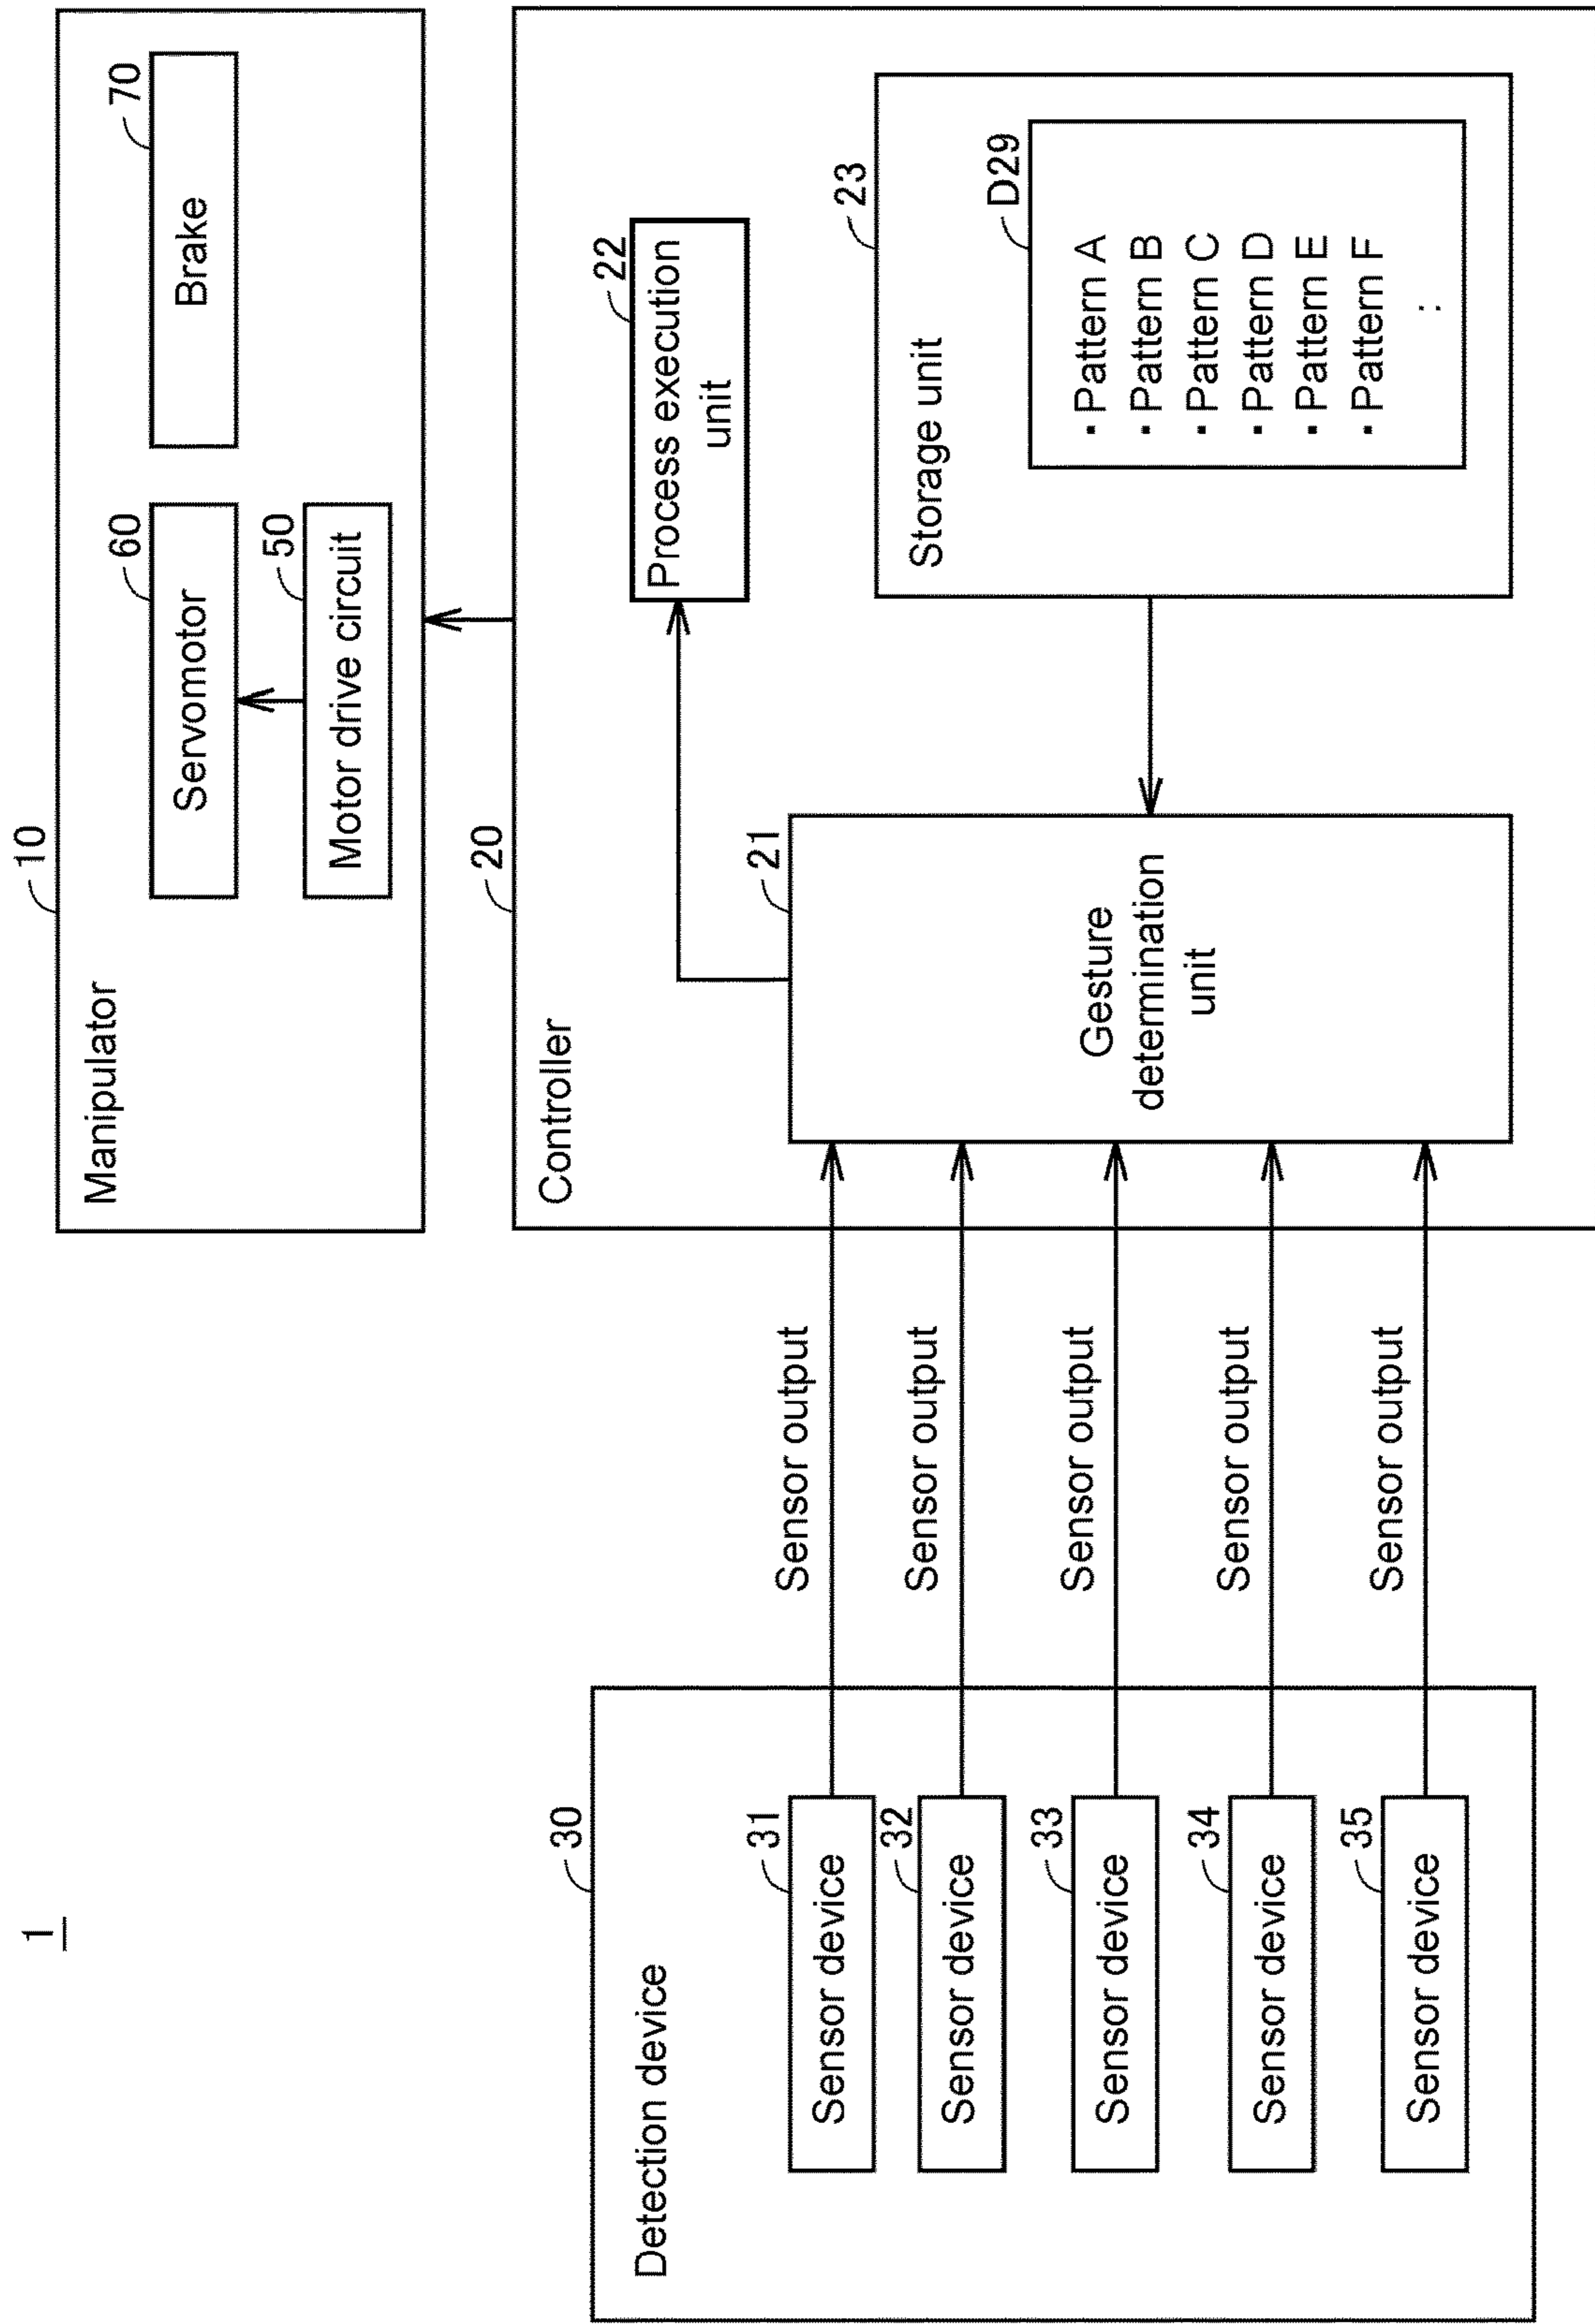 1
10
Manipulator
60
Servomotor
70
Brake
50
Motor drive circuit
20
Controller
22
Process execution
unit
21
Gesture
determination
unit
23
Storage unit
D29
・Pattern A
・Pattern B
・Pattern C
・Pattern D
・Pattern E
・Pattern F
:
30
Detection device
31
Sensor device
Sensor output
32
Sensor device
Sensor output
33
Sensor device
Sensor output
34
Sensor device
Sensor output
35
Sensor device
Sensor output